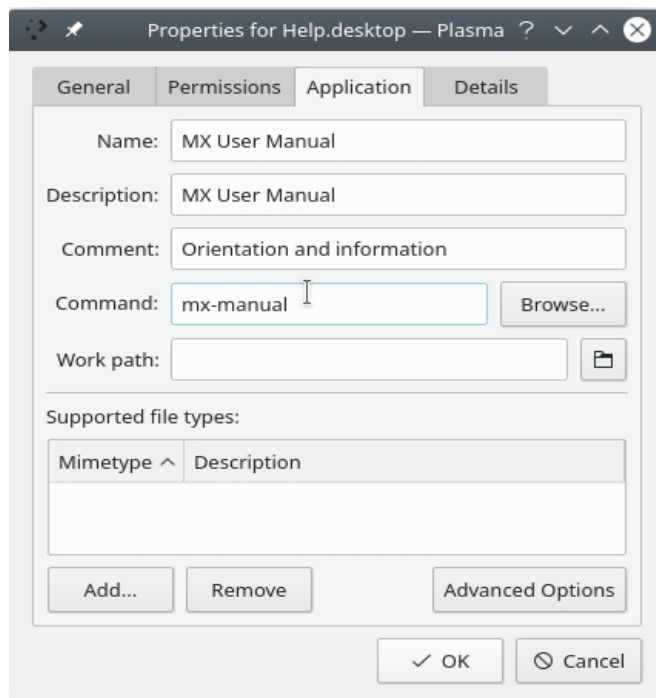 Properties for Help.desktop — Plasma ?
General Permissions Application Details
Name: MX User Manual
Description: MX User Manual
Comment: Orientation and information
Command: mx-manual Browse...
Work path:
Supported file types:
Mimetype Description
Add... Remove Advanced Options
OK Cancel